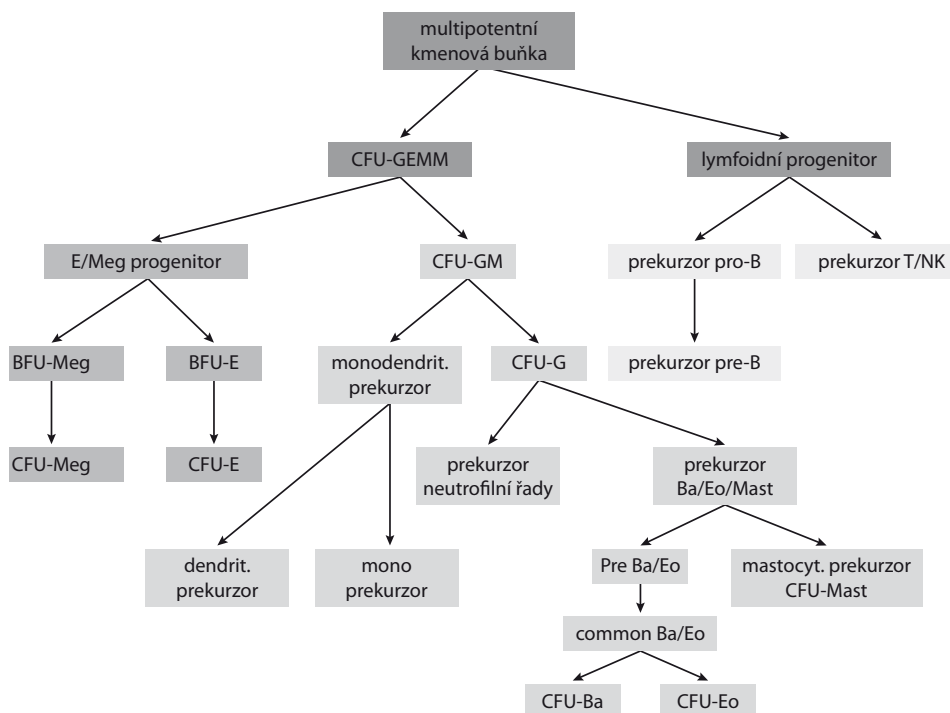 multipotentní
kmenová buňka
CFU-GEMM
lymfoidní progenitor
E/Meg progenitor
CFU-GM
prekurzor pro-B
prekurzor T/NK
BFU-Meg
BFU-E
monodendrit.
prekurzor
CFU-G
prekurzor pre-B
CFU-Meg
CFU-E
prekurzor
neutrofilní řady
prekurzor
Ba/Eo/Mast
dendrit.
prekurzor
mono
prekurzor
Pre Ba/Eo
mastocyt. prekurzor
CFU-Mast
common Ba/Eo
CFU-Ba
CFU-Eo